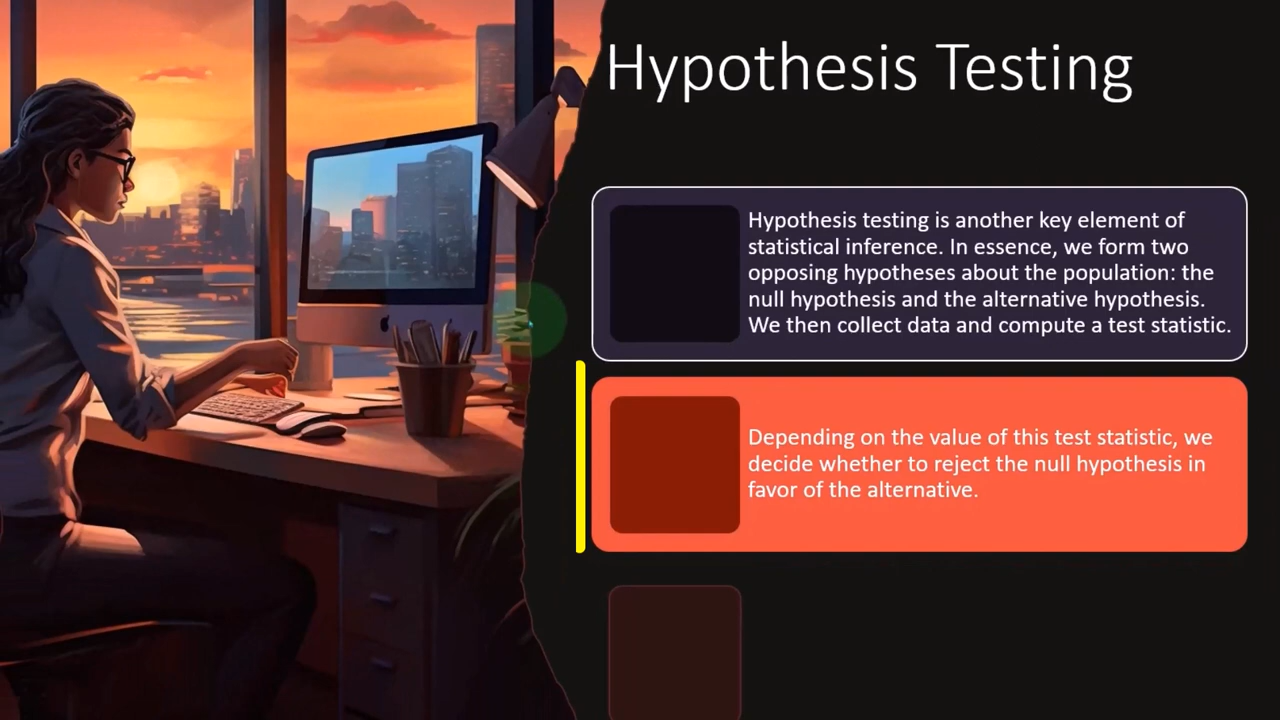 Hypothesis Testing
Hypothesis testing is another key element of
statistical inference. In essence, we form two
opposing hypotheses about the population: the
null hypothesis and the alternative hypothesis.
We then collect data and compute a test statistic.
Depending on the value of this test statistic, we
decide whether to reject the null hypothesis in
favor of the alternative.